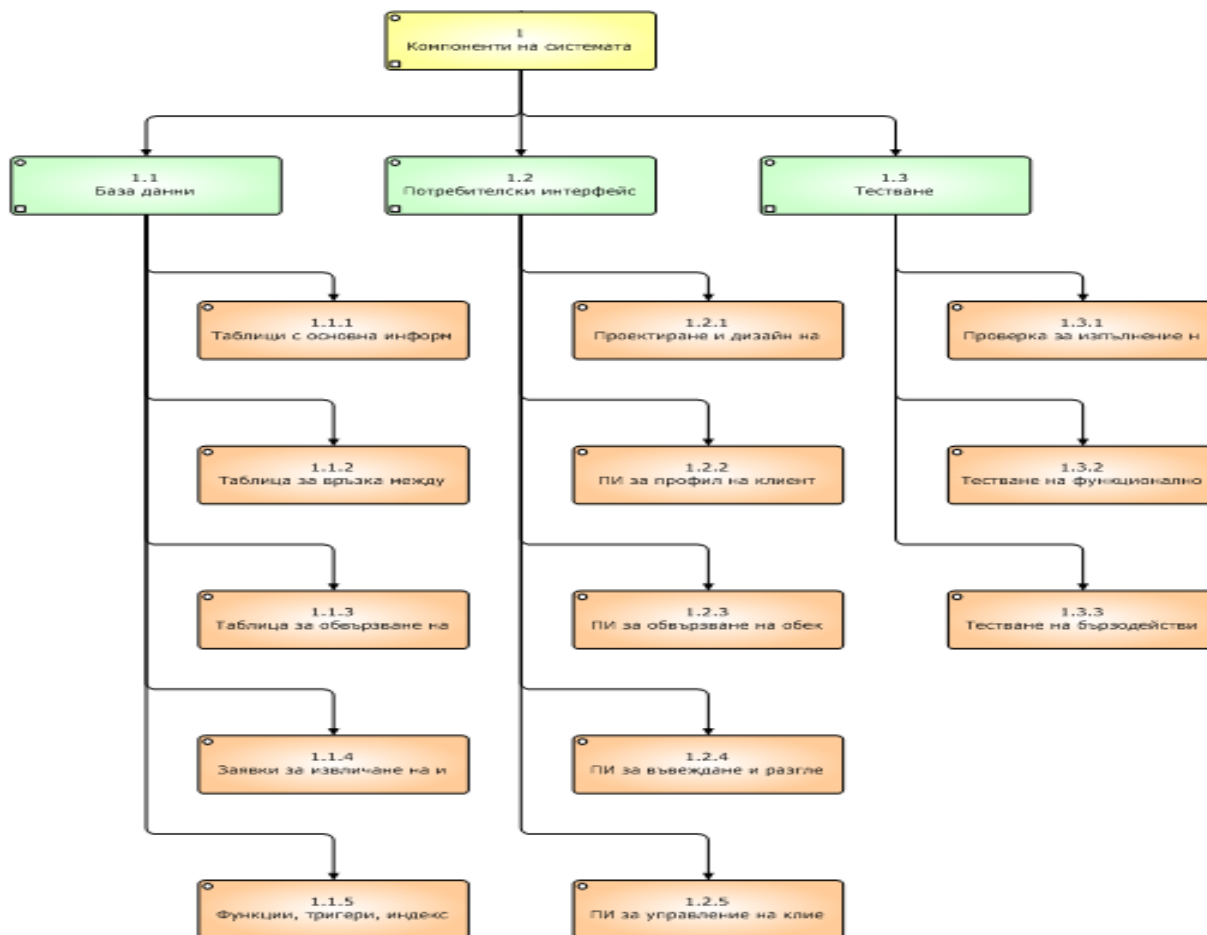 1
Компоненти на системата
1.1
База данни
1.2
Потребителски интерфейс
1.3
Тестване
1.1.1
Таблици с основна информ
1.2.1
Проектиране и дизайн на
1.3.1
Проверка за изпълнение н
1.1.2
Таблица за връзка между
1.2.2
ПИ за профил на клиент
1.3.2
Тестване на функционално
1.1.3
Таблица за обвързване на
1.2.3
ПИ за обвързване на обек
1.3.3
Тестване на бързодействи
1.1.4
Заявки за извличане на и
1.2.4
ПИ за въвеждане и разгле
1.1.5
Функции, тригери, индекс
1.2.5
ПИ за управление на клие